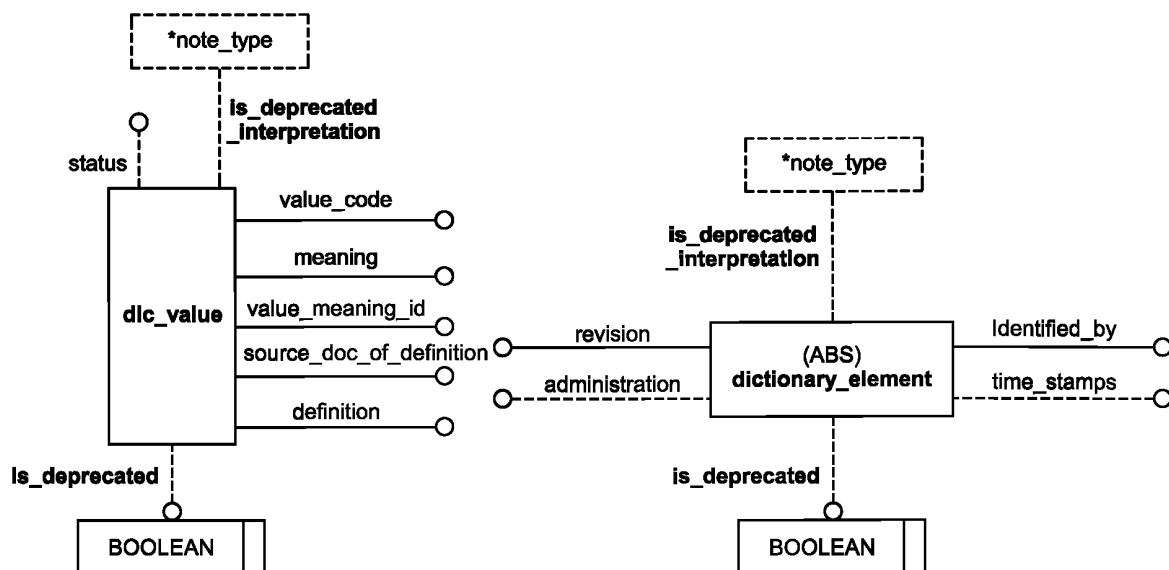 *note_type
is_deprecated
_interpretation
status
value_code
meaning
dlc_value
value_meaning_id
source_doc_of_definition
definition
is_deprecated
BOOLEAN
*note_type
is_deprecated
_interpretation
revision
(ABS)
dictionary_element
Identified_by
administration
time_stamps
is_deprecated
BOOLEAN